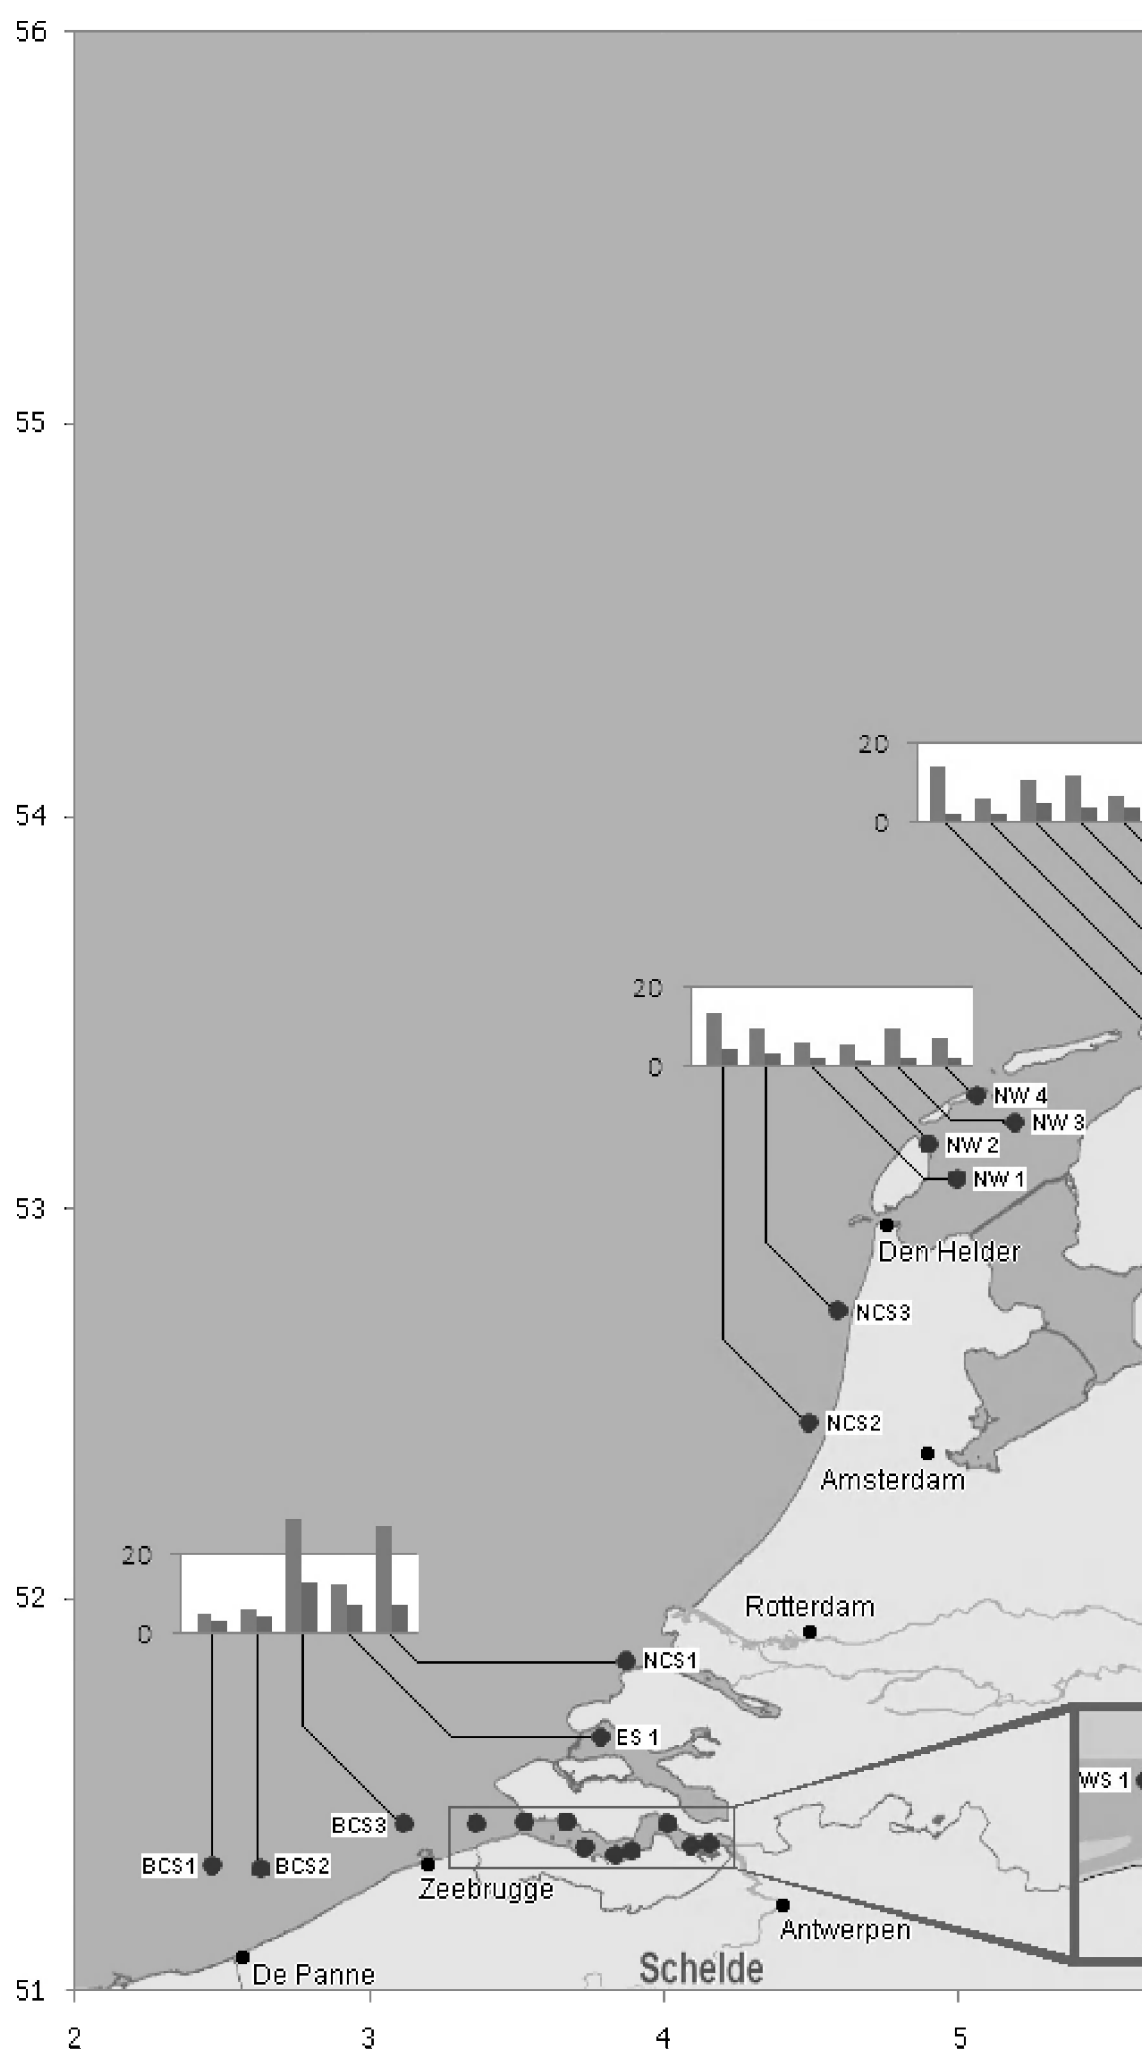 56
55
54
53
52
51
20
0
20
0
NW 4
NW 3
NW 2
NW 1
Den Helder
NCS3
NCS2
Amsterdam
20
0
Rotterdam
NCS1
ES 1
WS 1
BCS3
BCS1
BCS2
Zeebrugge
Antwerpen
Schelde
De Panne
2
3
4
5